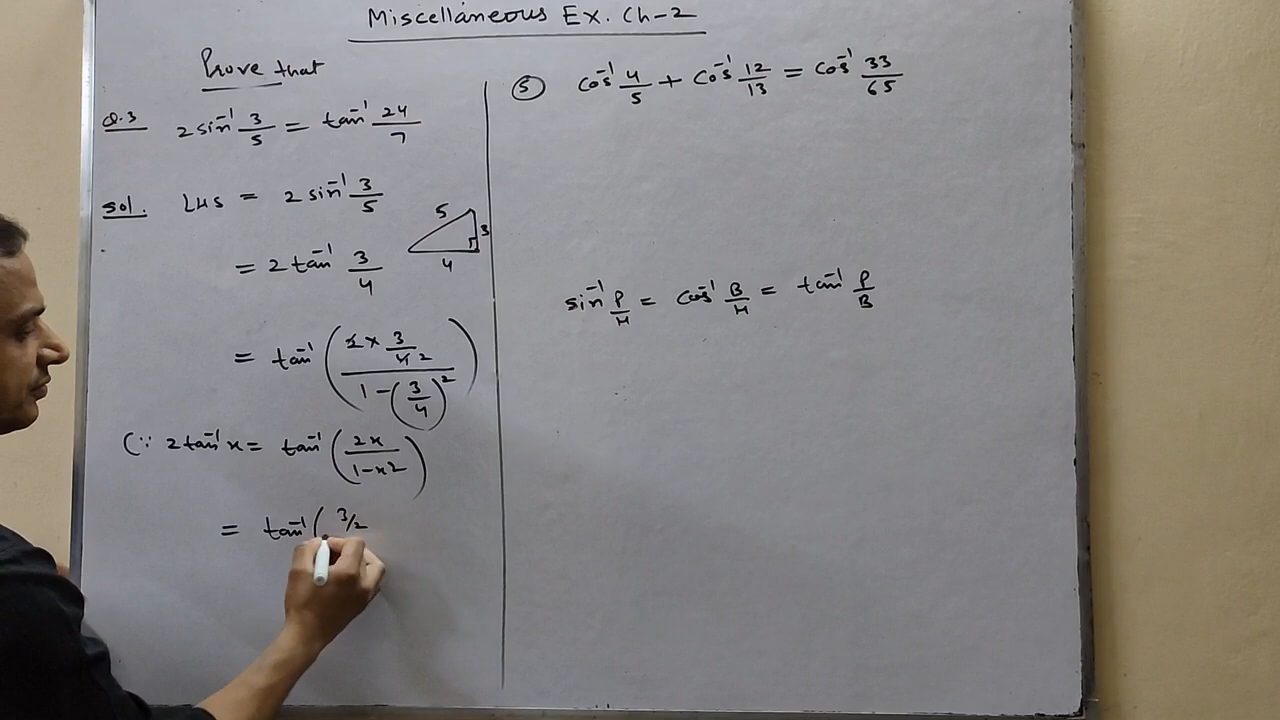 Miscellaneous Ex. Ch-2
Prove that
Q.3 2 sin⁻¹ 3/5 = tan⁻¹ 24/7
Sol. LHS = 2 sin⁻¹ 3/5
5 3 4
= 2 tan⁻¹ 3/4
= tan⁻¹ ( (2 × 3/4 2) / (1 - (3/4)²) )
(∵ 2 tan⁻¹ x = tan⁻¹ ( 2x / (1 - x²) )
= tan⁻¹ ( 3/2
⑤ cos⁻¹ 4/5 + cos⁻¹ 12/13 = cos⁻¹ 33/65
sin⁻¹ P/H = cos⁻¹ B/H = tan⁻¹ P/B